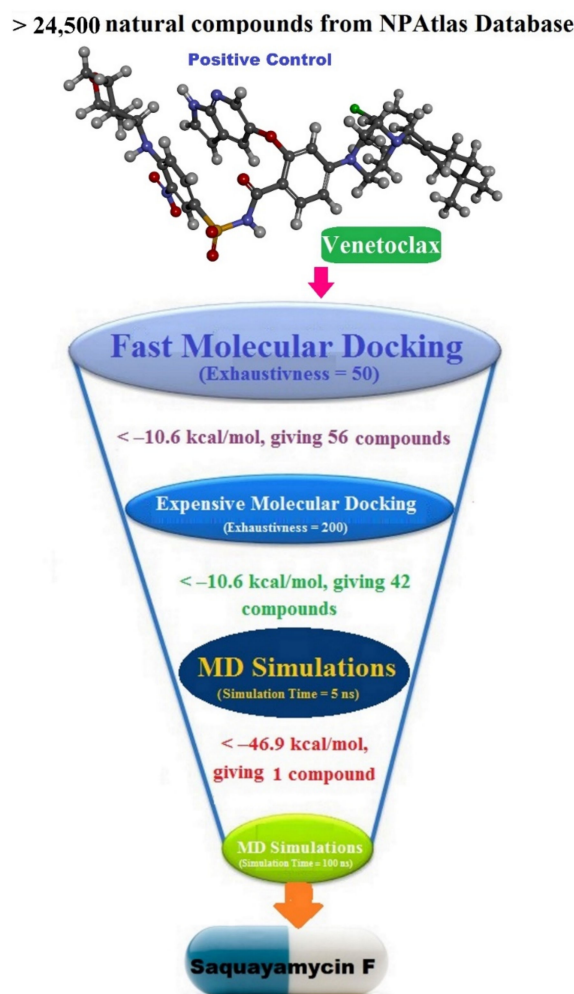 > 24,500 natural compounds from NPAtlas Database
Positive Control
Venetoclax
Fast Molecular Docking
(Exhaustivness = 50)
< –10.6 kcal/mol, giving 56 compounds
Expensive Molecular Docking
(Exhaustivness = 200)
< –10.6 kcal/mol, giving 42
compounds
MD Simulations
(Simulation Time = 5 ns)
< –46.9 kcal/mol,
giving 1 compound
MD Simulations
(Simulation Time = 100 ns)
Saquayamycin F